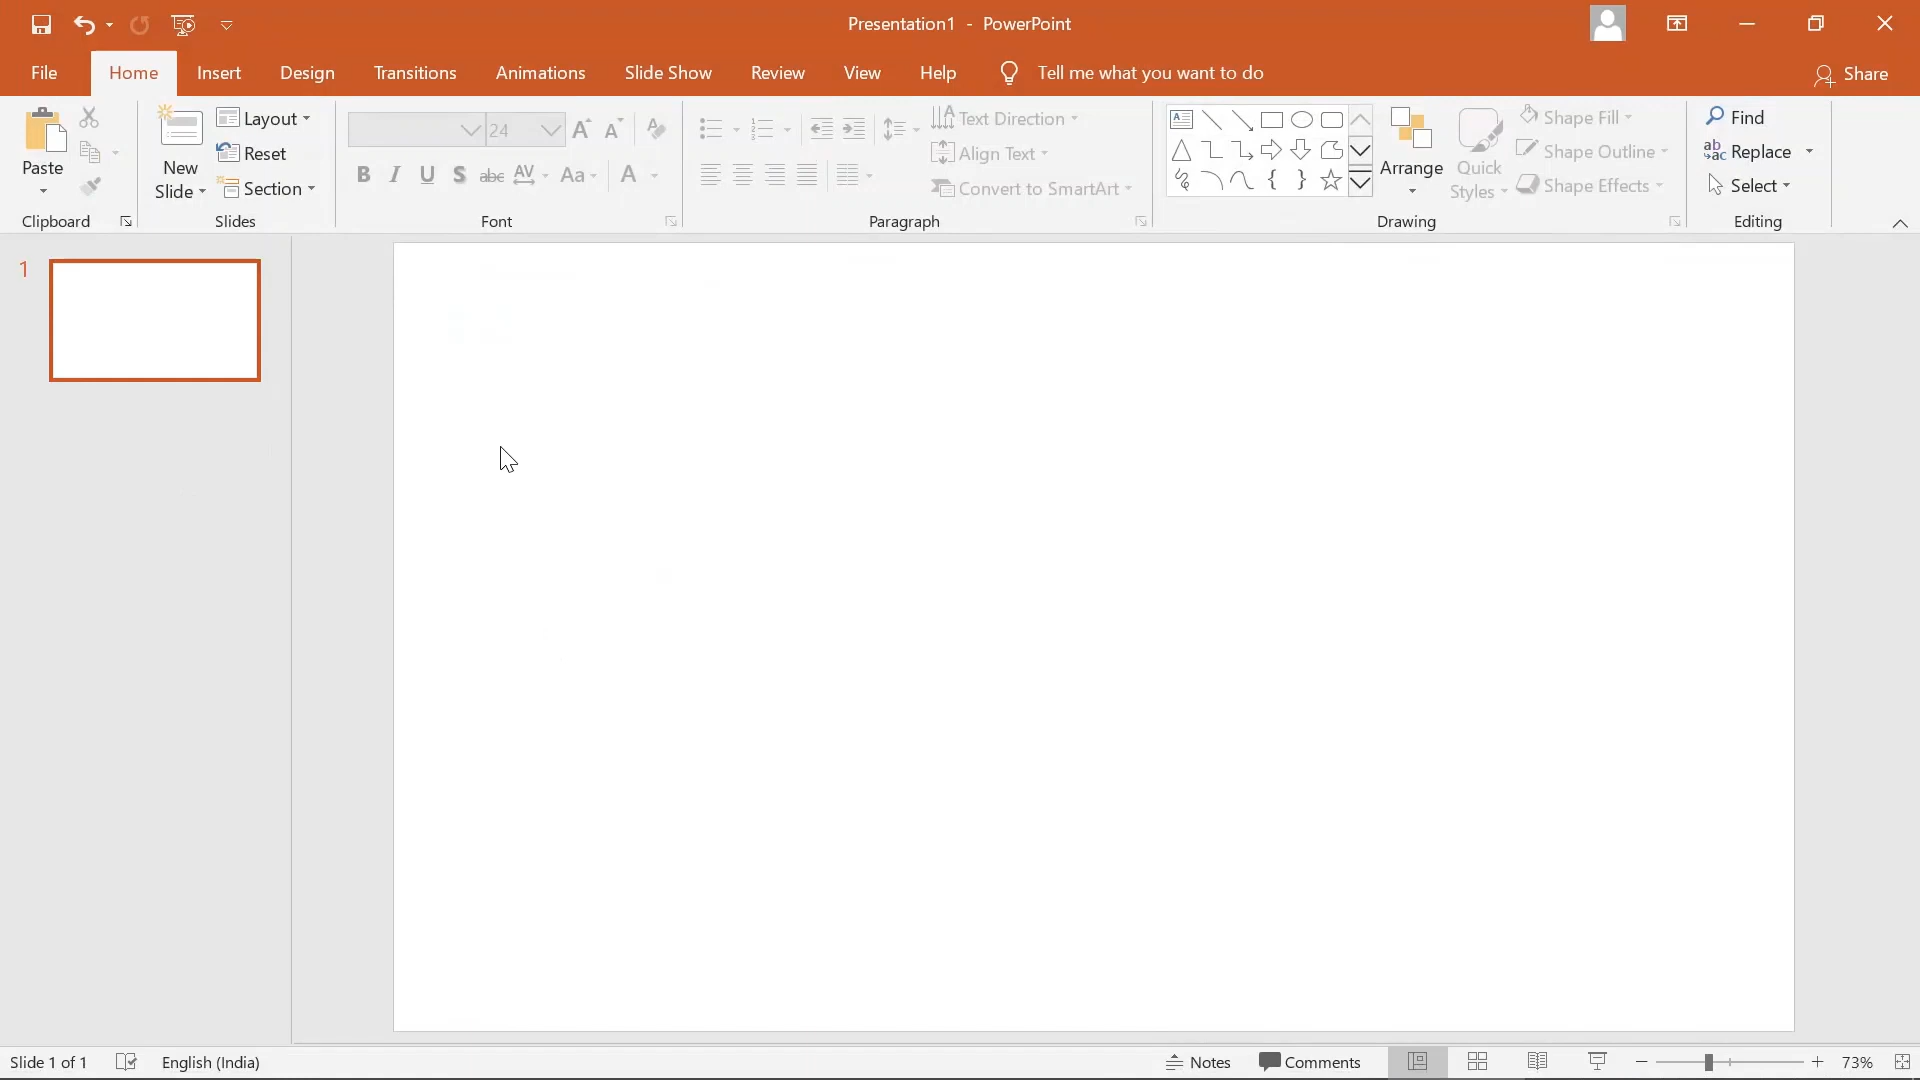 Presentation1 - PowerPoint
File Home Insert Design Transitions Animations Slide Show Review View Help Tell me what you want to do Share
Paste
Clipboard
New
Slide
Layout
Reset
Section
Slides
24
B I U S abc AV Aa A
Font
Text Direction
Align Text
Convert to SmartArt
Paragraph
Arrange
Quick
Styles
Shape Fill
Shape Outline
Shape Effects
Drawing
Find
Replace
Select
Editing
1
Slide 1 of 1 English (India) Notes Comments 73%